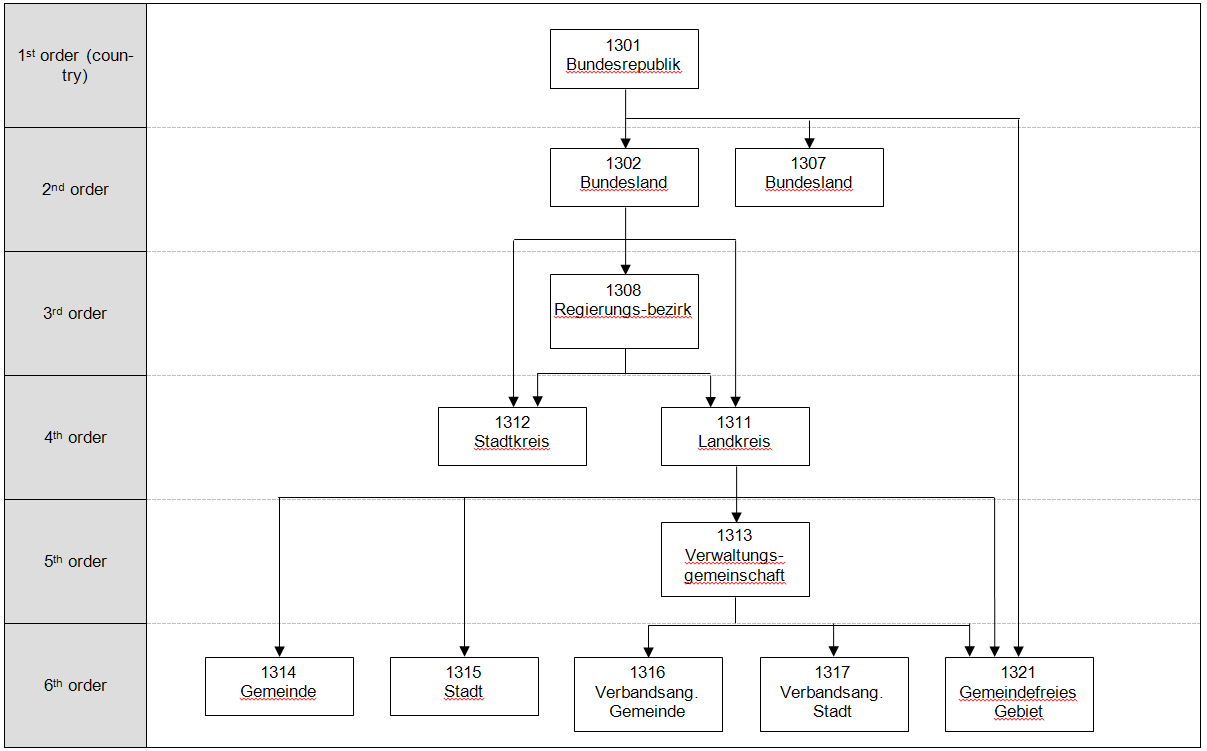 1st order (coun-
try)
1301
Bundesrepublik
2nd order
1302
Bundesland
1307
Bundesland
3rd order
1308
Regierungs-bezirk
4th order
1312
Stadtkreis
1311
Landkreis
5th order
1313
Verwaltungs-
gemeinschaft
6th order
1314
Gemeinde
1315
Stadt
1316
Verbandsang.
Gemeinde
1317
Verbandsang.
Stadt
1321
Gemeindefreies
Gebiet